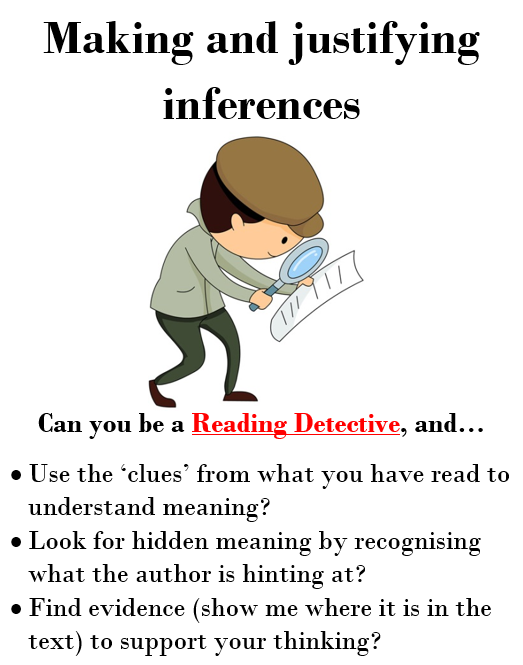 Making and justifying
inferences
Can you be a Reading Detective, and…
• Use the ‘clues’ from what you have read to
understand meaning?
• Look for hidden meaning by recognising
what the author is hinting at?
• Find evidence (show me where it is in the
text) to support your thinking?